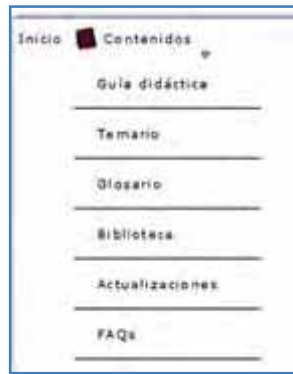 Inicio Contenidos
Guía didáctica
Temario
Glosario
Biblioteca
Actualizaciones
FAQs